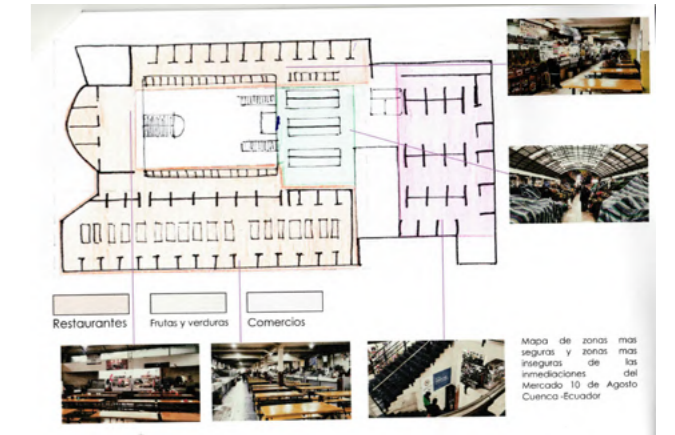 Restaurantes
Frutas y verduras
Comercios
Mapa de zonas mas
seguras y zonas mas
inseguras de las
inmediaciones del
Mercado 10 de Agosto
Cuenca -Ecuador